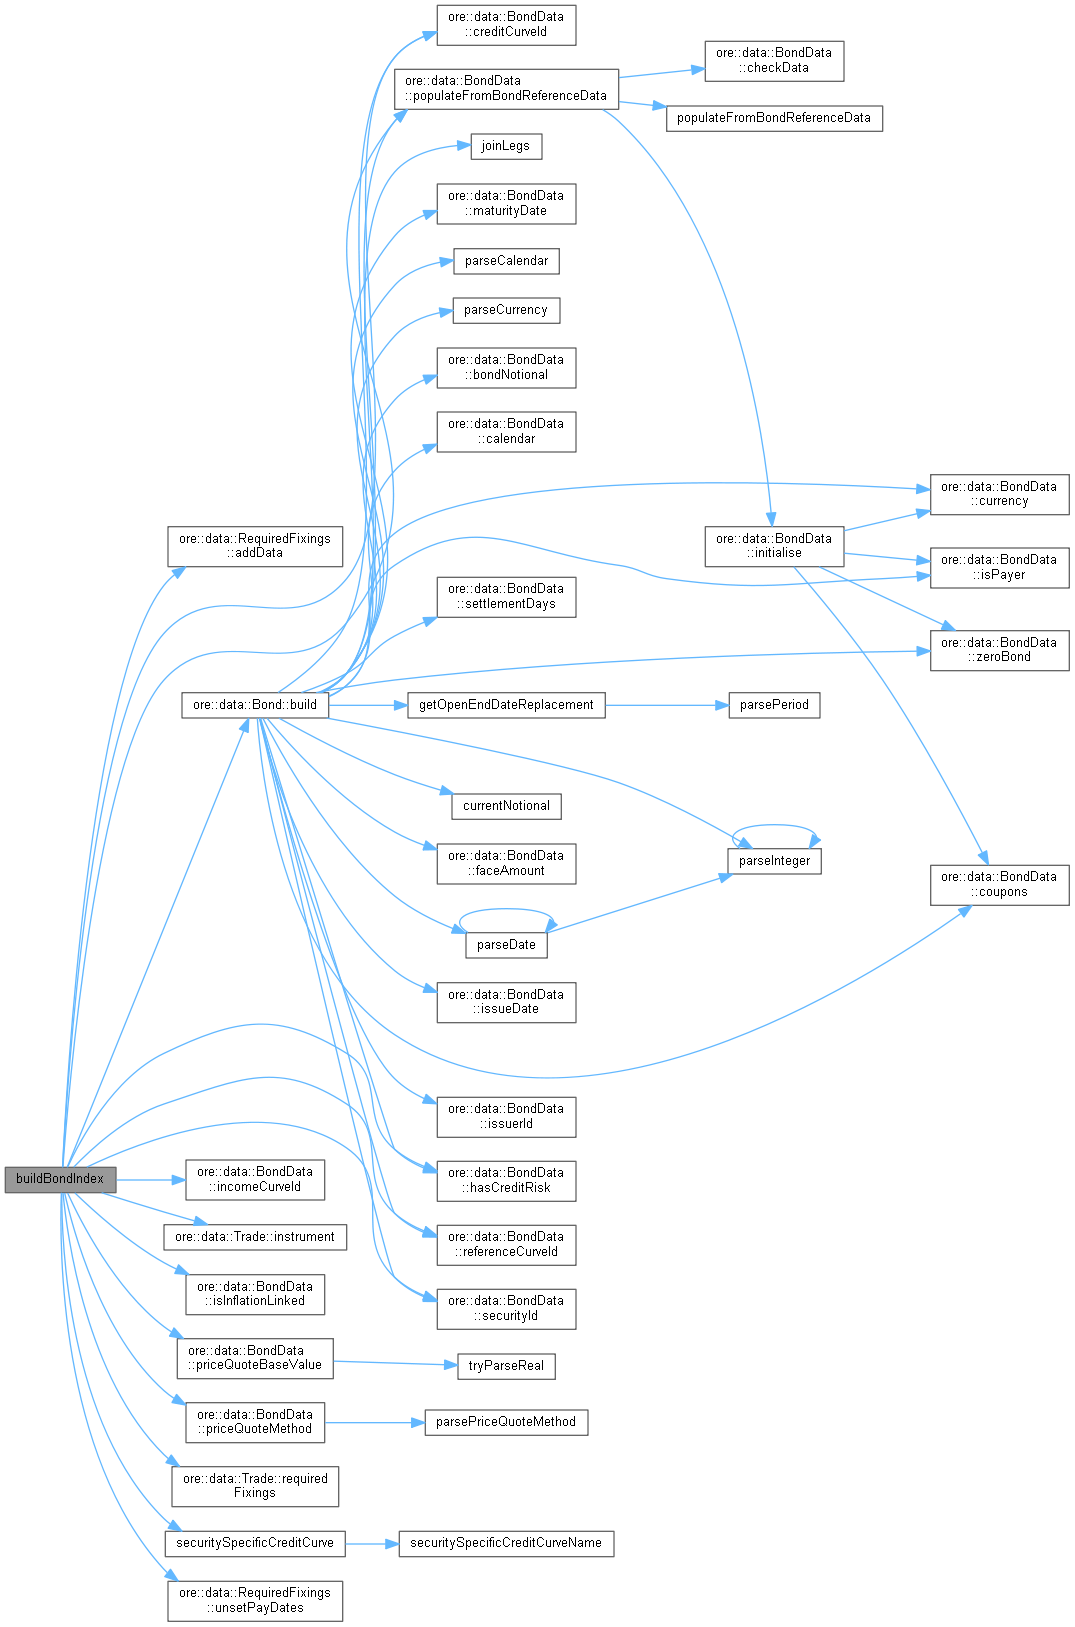 ore::data::BondData
::creditCurveId
ore::data::BondData
::checkData
ore::data::BondData
::populateFromBondReferenceData
populateFromBondReferenceData
joinLegs
ore::data::BondData
::maturityDate
parseCalendar
parseCurrency
ore::data::BondData
::bondNotional
ore::data::BondData
::calendar
ore::data::BondData
::currency
ore::data::RequiredFixings
::addData
ore::data::BondData
::initialise
ore::data::BondData
::isPayer
ore::data::BondData
::settlementDays
ore::data::BondData
::zeroBond
ore::data::Bond::build
getOpenEndDateReplacement
parsePeriod
currentNotional
ore::data::BondData
::faceAmount
parseInteger
ore::data::BondData
::coupons
parseDate
ore::data::BondData
::issueDate
ore::data::BondData
::issuerId
buildBondIndex
ore::data::BondData
::incomeCurveId
ore::data::BondData
::hasCreditRisk
ore::data::Trade::instrument
ore::data::BondData
::referenceCurveId
ore::data::BondData
::isInflationLinked
ore::data::BondData
::securityId
ore::data::BondData
::priceQuoteBaseValue
tryParseReal
ore::data::BondData
::priceQuoteMethod
parsePriceQuoteMethod
ore::data::Trade::required
Fixings
securitySpecificCreditCurve
securitySpecificCreditCurveName
ore::data::RequiredFixings
::unsetPayDates